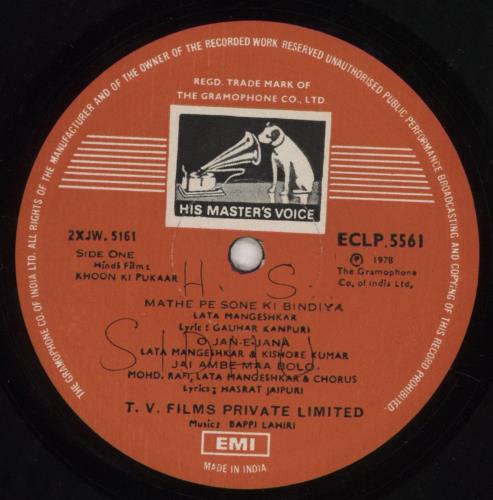 ALL RIGHTS OF THE MANUFACTURER AND OF THE OWNER OF THE RECORDED WORK RESERVED UNAUTHORISED PUBLIC PERFORMANCE BROADCASTING AND COPYING OF THIS RECORD PROHIBITED.
THE GRAMOPHONE CO. OF INDIA LTD.
REGD. TRADE MARK OF
THE GRAMOPHONE CO., LTD.
HIS MASTER'S VOICE
2XJW. 5161
ECLP. 5561
SIDE ONE
Ⓟ 1978
Hindi Film:
The Gramophone
KHOON KI PUKAAR
Co. of India Ltd.,
H. S...
MATHE PE SONE KI BINDIYA
LATA MANGESHKAR
Lyric: GAUHAR KANPURI
O JAN-E-JANA
LATA MANGESHKAR & KISHORE KUMAR
JAI AMBE MAA BOLO
MOHD. RAFI, LATA MANGESHKAR & CHORUS
Lyrics: HASRAT JAIPURI
T. V. FILMS PRIVATE LIMITED
Music: BAPPI LAHIRI
EMI
MADE IN INDIA